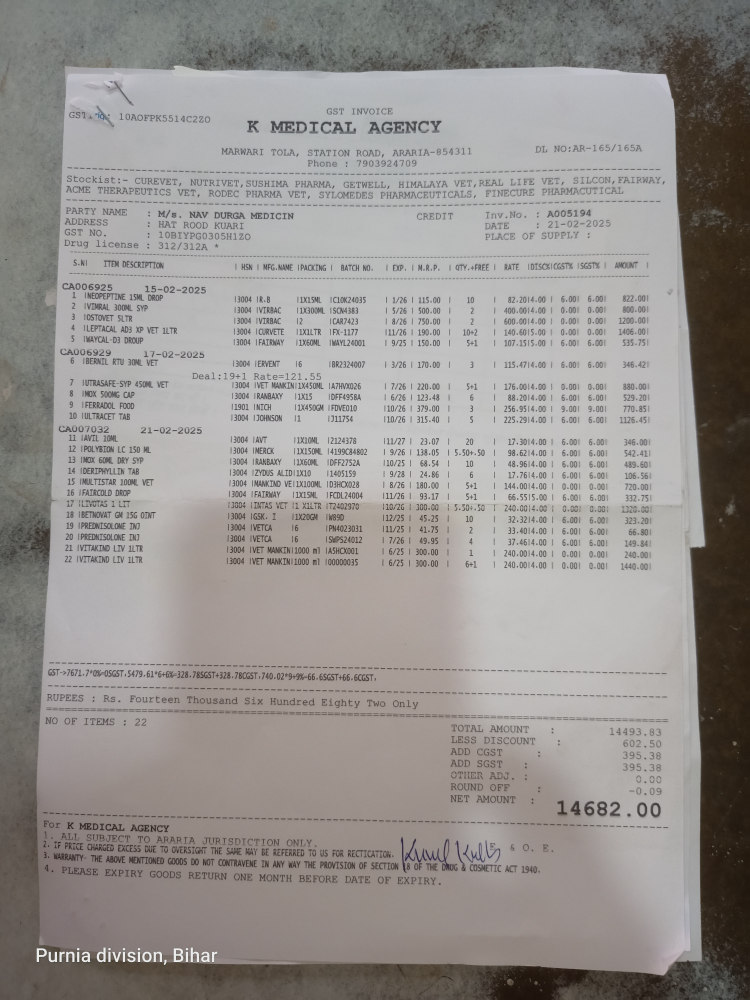 GST No: 10AOFPK5514C2ZO
GST INVOICE
K MEDICAL AGENCY
MARWARI TOLA, STATION ROAD, ARARIA-854311
DL NO:AR-165/165A
Phone : 7903924709
Stockist:- CUREVET, NUTRIVET,SUSHIMA PHARMA, GETWELL, HIMALAYA VET,REAL LIFE VET, SILCON,FAIRWAY,
ACME THERAPEUTICS VET, RODEC PHARMA VET, SYLOMEDES PHARMACEUTICALS, FINECURE PHARMACUTICAL
PARTY NAME : M/s. NAV DURGA MEDICIN CREDIT Inv.No. : A005194
ADDRESS : HAT ROOD KUARI DATE : 21-02-2025
GST NO. : 10BIYPG0305H1ZO PLACE OF SUPPLY :
Drug license : 312/312A *
S.N| ITEM DESCRIPTION | HSN | MFG.NAME |PACKING | BATCH NO. | EXP. | M.R.P. | QTY.+FREE | RATE |DISC%|CGST% |SGST%| AMOUNT |
CA006925 15-02-2025
1 |NEOPEPTINE 15ML DROP |3004 |R.B |1X15ML |C10K24035 | 1/26 | 115.00 | 10 | 82.20|4.00 | 6.00| 6.00| 822.00|
2 |VIMRAL 300ML SYP |3004 |VIRBAC |1X300ML |SCN4383 | 5/26 | 500.00 | 2 | 400.00|4.00 | 6.00| 6.00| 800.00|
3 |OSTOVET 5LTR |3004 |VIRBAC |2 |CAR7423 | 8/26 | 750.00 | 2 | 600.00|4.00 | 6.00| 6.00| 1200.00|
4 |LEPTACAL AD3 XP VET 1LTR |3004 |CURVETE |1X1LTR |FX-1177 |11/26 | 190.00 | 10+2 | 140.60|5.00 | 6.00| 6.00| 1406.00|
5 |WAYCAL-D3 DROUP |3004 |FAIRWAY |1X60ML |WAYL24001 | 9/25 | 150.00 | 5+1 | 107.15|5.00 | 6.00| 6.00| 535.75|
CA006929 17-02-2025
6 |BERNIL RTU 30ML VET |3004 |ERVENT |6 |BR2324007 | 3/26 | 170.00 | 3 | 115.47|4.00 | 6.00| 6.00| 346.42|
Deal:19+1 Rate=121.55
7 |UTRASAFE-SYP 450ML VET |3004 |VET MANKIN|1X450ML |A7HVX026 | 7/26 | 220.00 | 5+1 | 176.00|4.00 | 0.00| 0.00| 880.00|
8 |MOX 500MG CAP |3004 |RANBAXY |1X15 |DFF4958A | 6/26 | 123.48 | 6 | 88.20|4.00 | 6.00| 6.00| 529.20|
9 |FERRADOL FOOD |1901 |NICH |1X450GM |FDVE010 |10/26 | 379.00 | 3 | 256.95|4.00 | 9.00| 9.00| 770.85|
10 |ULTRACET TAB |3004 |JOHNSON |1 |J11754 |10/26 | 315.40 | 5 | 225.29|4.00 | 6.00| 6.00| 1126.45|
CA007032 21-02-2025
11 |AVIL 10ML |3004 |AVT |1X10ML |2124378 |11/27 | 23.07 | 20 | 17.30|4.00 | 6.00| 6.00| 346.00|
12 |POLYBION LC 150 ML |3004 |MERCK |1X150ML |4199C84802 | 9/26 | 138.05 | 5.50+.50 | 98.62|4.00 | 6.00| 6.00| 542.41|
13 |MOX 60ML DRY SYP |3004 |RANBAXY |1X60ML |DFF2752A |10/25 | 68.54 | 10 | 48.96|4.00 | 6.00| 6.00| 489.60|
14 |DERIPHYLLIN TAB |3004 |ZYDUS ALID|1X10 |I405159 | 9/28 | 24.86 | 6 | 17.76|4.00 | 6.00| 6.00| 106.56|
15 |MULTISTAR 100ML VET |3004 |MANKIND VE|1X100ML |D3HCX028 | 8/26 | 180.00 | 5+1 | 144.00|4.00 | 0.00| 0.00| 720.00|
16 |FAIRCOLD DROP |3004 |FAIRWAY |1X15ML |FCDL24004 |11/26 | 93.17 | 5+1 | 66.55|5.00 | 6.00| 6.00| 332.75|
17 |LIVOTAS 1 LIT |3004 |INTAS VET |1 X1LTR |T2402970 |10/26 | 300.00 | 5.50+.50 | 240.00|4.00 | 0.00| 0.00| 1320.00|
18 |BETNOVAT GM 15G OINT |3004 |GSK. I |1X20GM |W89D |12/25 | 45.25 | 10 | 32.32|4.00 | 6.00| 6.00| 323.20|
19 |PREDNISOLONE INJ |3004 |VETCA |6 |PN4023031 |11/25 | 41.75 | 2 | 33.40|4.00 | 6.00| 6.00| 66.80|
20 |PREDNISOLONE INJ |3004 |VETCA |6 |SWPS24012 | 7/26 | 49.95 | 4 | 37.46|4.00 | 6.00| 6.00| 149.84|
21 |VITAKIND LIV 1LTR |3004 |VET MANKIN|1000 ml |A5HCX001 | 6/25 | 300.00 | 1 | 240.00|4.00 | 0.00| 0.00| 240.00|
22 |VITAKIND LIV 1LTR |3004 |VET MANKIN|1000 ml |00000035 | 6/25 | 300.00 | 6+1 | 240.00|4.00 | 0.00| 0.00| 1440.00|
GST->7671.7*0%=0SGST,5479.61*6+6%-328.78SGST+328.78CGST,740.02*9+9%-66.6SGST+66.6CGST,
RUPEES : Rs. Fourteen Thousand Six Hundred Eighty Two Only
NO OF ITEMS : 22
TOTAL AMOUNT : 14493.83
LESS DISCOUNT : 602.50
ADD CGST : 395.38
ADD SGST : 395.38
OTHER ADJ. : 0.00
ROUND OFF : -0.09
NET AMOUNT : 14682.00
For K MEDICAL AGENCY
1. ALL SUBJECT TO ARARIA JURISDICTION ONLY.
2. IF PRICE CHARGED EXCESS DUE TO OVERSIGHT THE SAME MAY BE REFERRED TO US FOR RECTIFICATION. E. & O. E.
3. WARRANTY- THE ABOVE MENTIONED GOODS DO NOT CONTRAVENE IN ANY WAY THE PROVISION OF SECTION 18 OF THE DRUG & COSMETIC ACT 1940.
4. PLEASE EXPIRY GOODS RETURN ONE MONTH BEFORE DATE OF EXPIRY.
Purnia division, Bihar